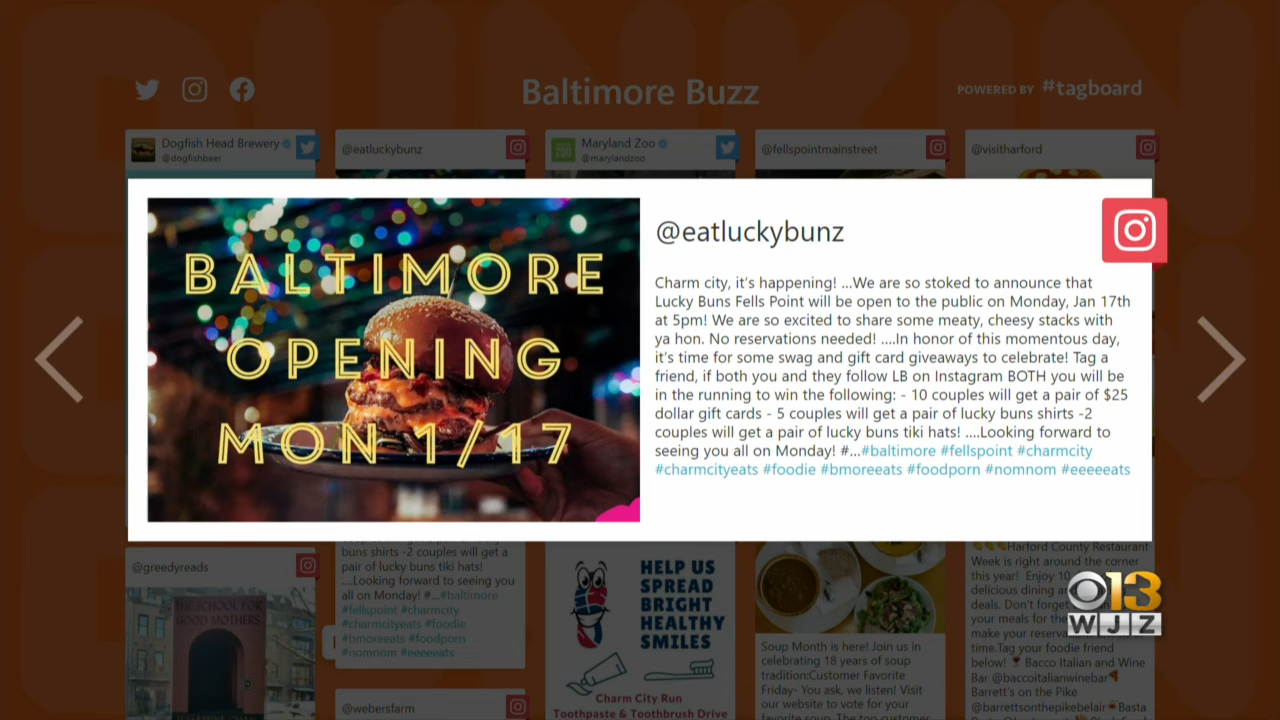 Baltimore Buzz
POWERED BY #tagboard
Dogfish Head Brewery
@dogfishbeer
@eatluckybunz
Maryland Zoo
@marylandzoo
@fellspointmainstreet
@visitharford
BALTIMORE
OPENING
MON 1/17
@eatluckybunz
Charm city, it's happening! ...We are so stoked to announce that
Lucky Buns Fells Point will be open to the public on Monday, Jan 17th
at 5pm! We are so excited to share some meaty, cheesy stacks with
ya hon. No reservations needed! ....In honor of this momentous day,
it's time for some swag and gift card giveaways to celebrate! Tag a
friend, if both you and they follow LB on Instagram BOTH you will be
in the running to win the following: - 10 couples will get a pair of $25
dollar gift cards - 5 couples will get a pair of lucky buns shirts -2
couples will get a pair of lucky buns tiki hats! ....Looking forward to
seeing you all on Monday! #...#baltimore #fellspoint #charmcity
#charmcityeats #foodie #bmoreeats #foodporn #nomnom #eeeeeats
@greedyreads
THE SCHOOL FOR
GOOD MOTHERS
buns shirts -2 couples will get a
pair of lucky buns tiki hats!
....Looking forward to seeing you
all on Monday! #...#baltimore
#fellspoint #charmcity
#charmcityeats #foodie
#bmoreeats #foodporn
#nomnom #eeeeeats
@webersfarm
HELP US
SPREAD
BRIGHT
HEALTHY
SMILES
Charm City Run
Toothpaste & Toothbrush Drive
Soup Month is here! Join us in
celebrating 18 years of soup
tradition:Customer Favorite
Friday- You ask, we listen! Visit
our website to vote for your
favorite soup. The top customer
Harford County Restaurant
Week is right around the corner
this year! Enjoy 10
delicious dining
deals. Don't forget
your meals for the
make your
time.Tag your foodie friend
below! Bacco Italian and Wine
Bar @baccoitalianwinebar
Barrett's on the Pike
@barrettsonthepikebelair Basta
13
WJZ